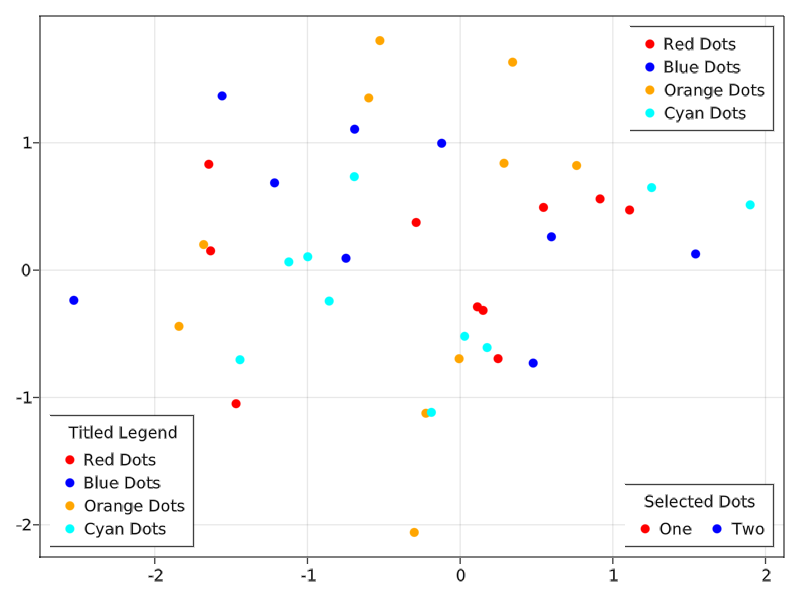 Red Dots
Blue Dots
Orange Dots
Cyan Dots
1
0
-1
-2
Titled Legend
Red Dots
Blue Dots
Orange Dots
Cyan Dots
Selected Dots
One Two
-2 -1 0 1 2